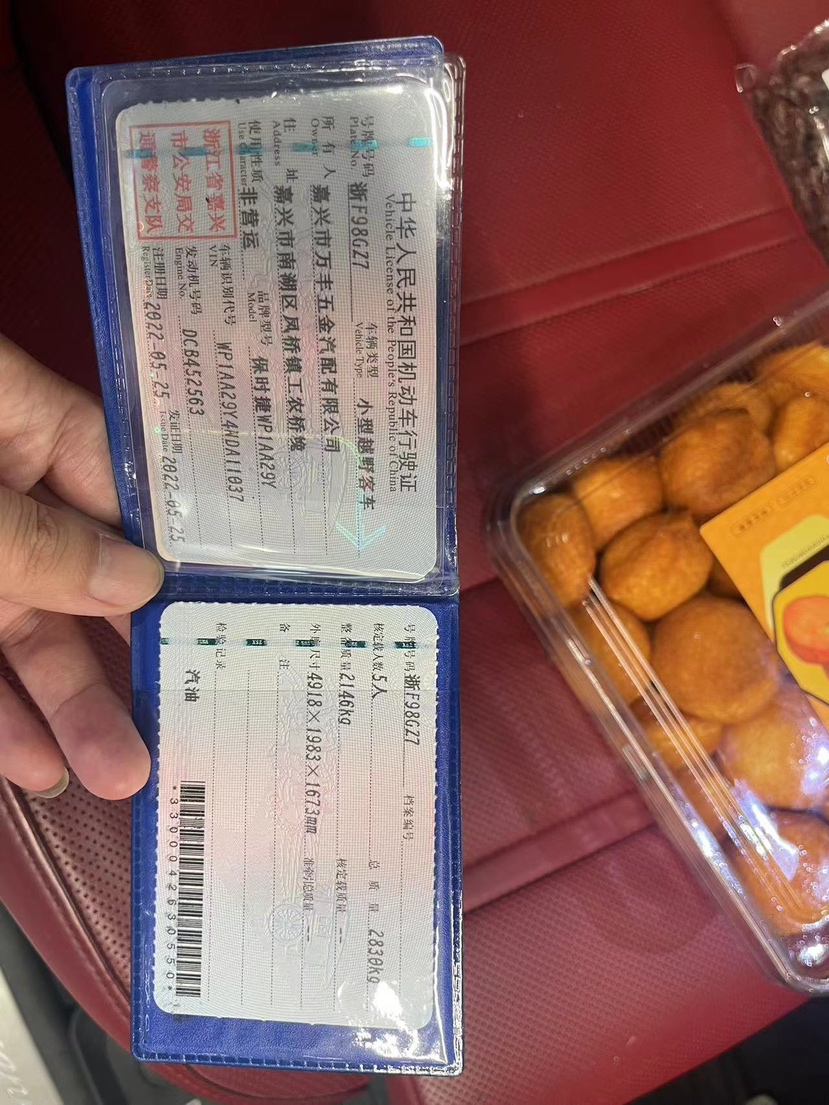 中华人民共和国机动车行驶证
Vehicle License of the People's Republic of China
号牌号码 浙F98GZ7 车辆类型 小型越野客车
Plate No. Vehicle Type
所有人 嘉兴市万丰五金汽配有限公司
Owner
住址 嘉兴市南湖区凤桥镇工农桥堍
Address
使用性质 非营运 品牌型号 保时捷WP1AA29Y
Use Character Model
浙江省嘉兴
市公安局交
通警察支队
车辆识别代号 WP1AA29Y4NDA11037
VIN
发动机号码 DCB452563
Engine No.
注册日期 2022-05-25 发证日期 2022-05-25
Register Date Issue Date
号牌号码 浙F98GZ7 档案编号
核定载人数 5人 总质量 2830kg
整备质量 2146kg 核定载质量 --
外廓尺寸 4918×1983×1673mm 准牵引总质量 --
备注
检验记录
汽油
*3300042630550*